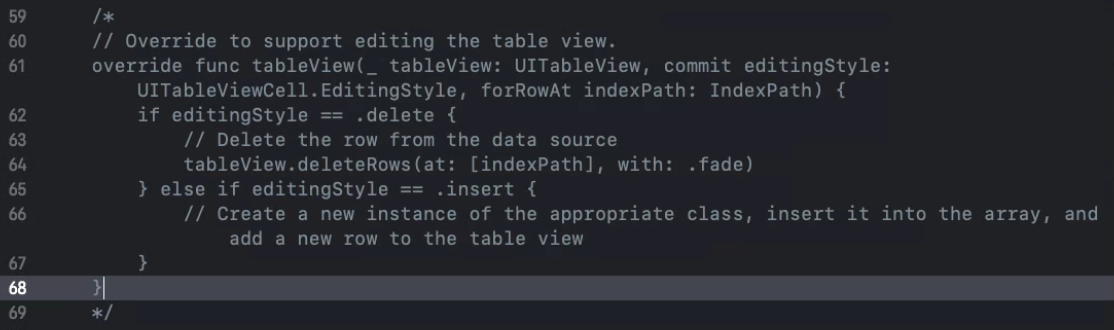 59 /*
60 // Override to support editing the table view.
61 override func tableView(_ tableView: UITableView, commit editingStyle:
UITableViewCell.EditingStyle, forRowAt indexPath: IndexPath) {
62 if editingStyle == .delete {
63 // Delete the row from the data source
64 tableView.deleteRows(at: [indexPath], with: .fade)
65 } else if editingStyle == .insert {
66 // Create a new instance of the appropriate class, insert it into the array, and
add a new row to the table view
67 }
68 }
69 */